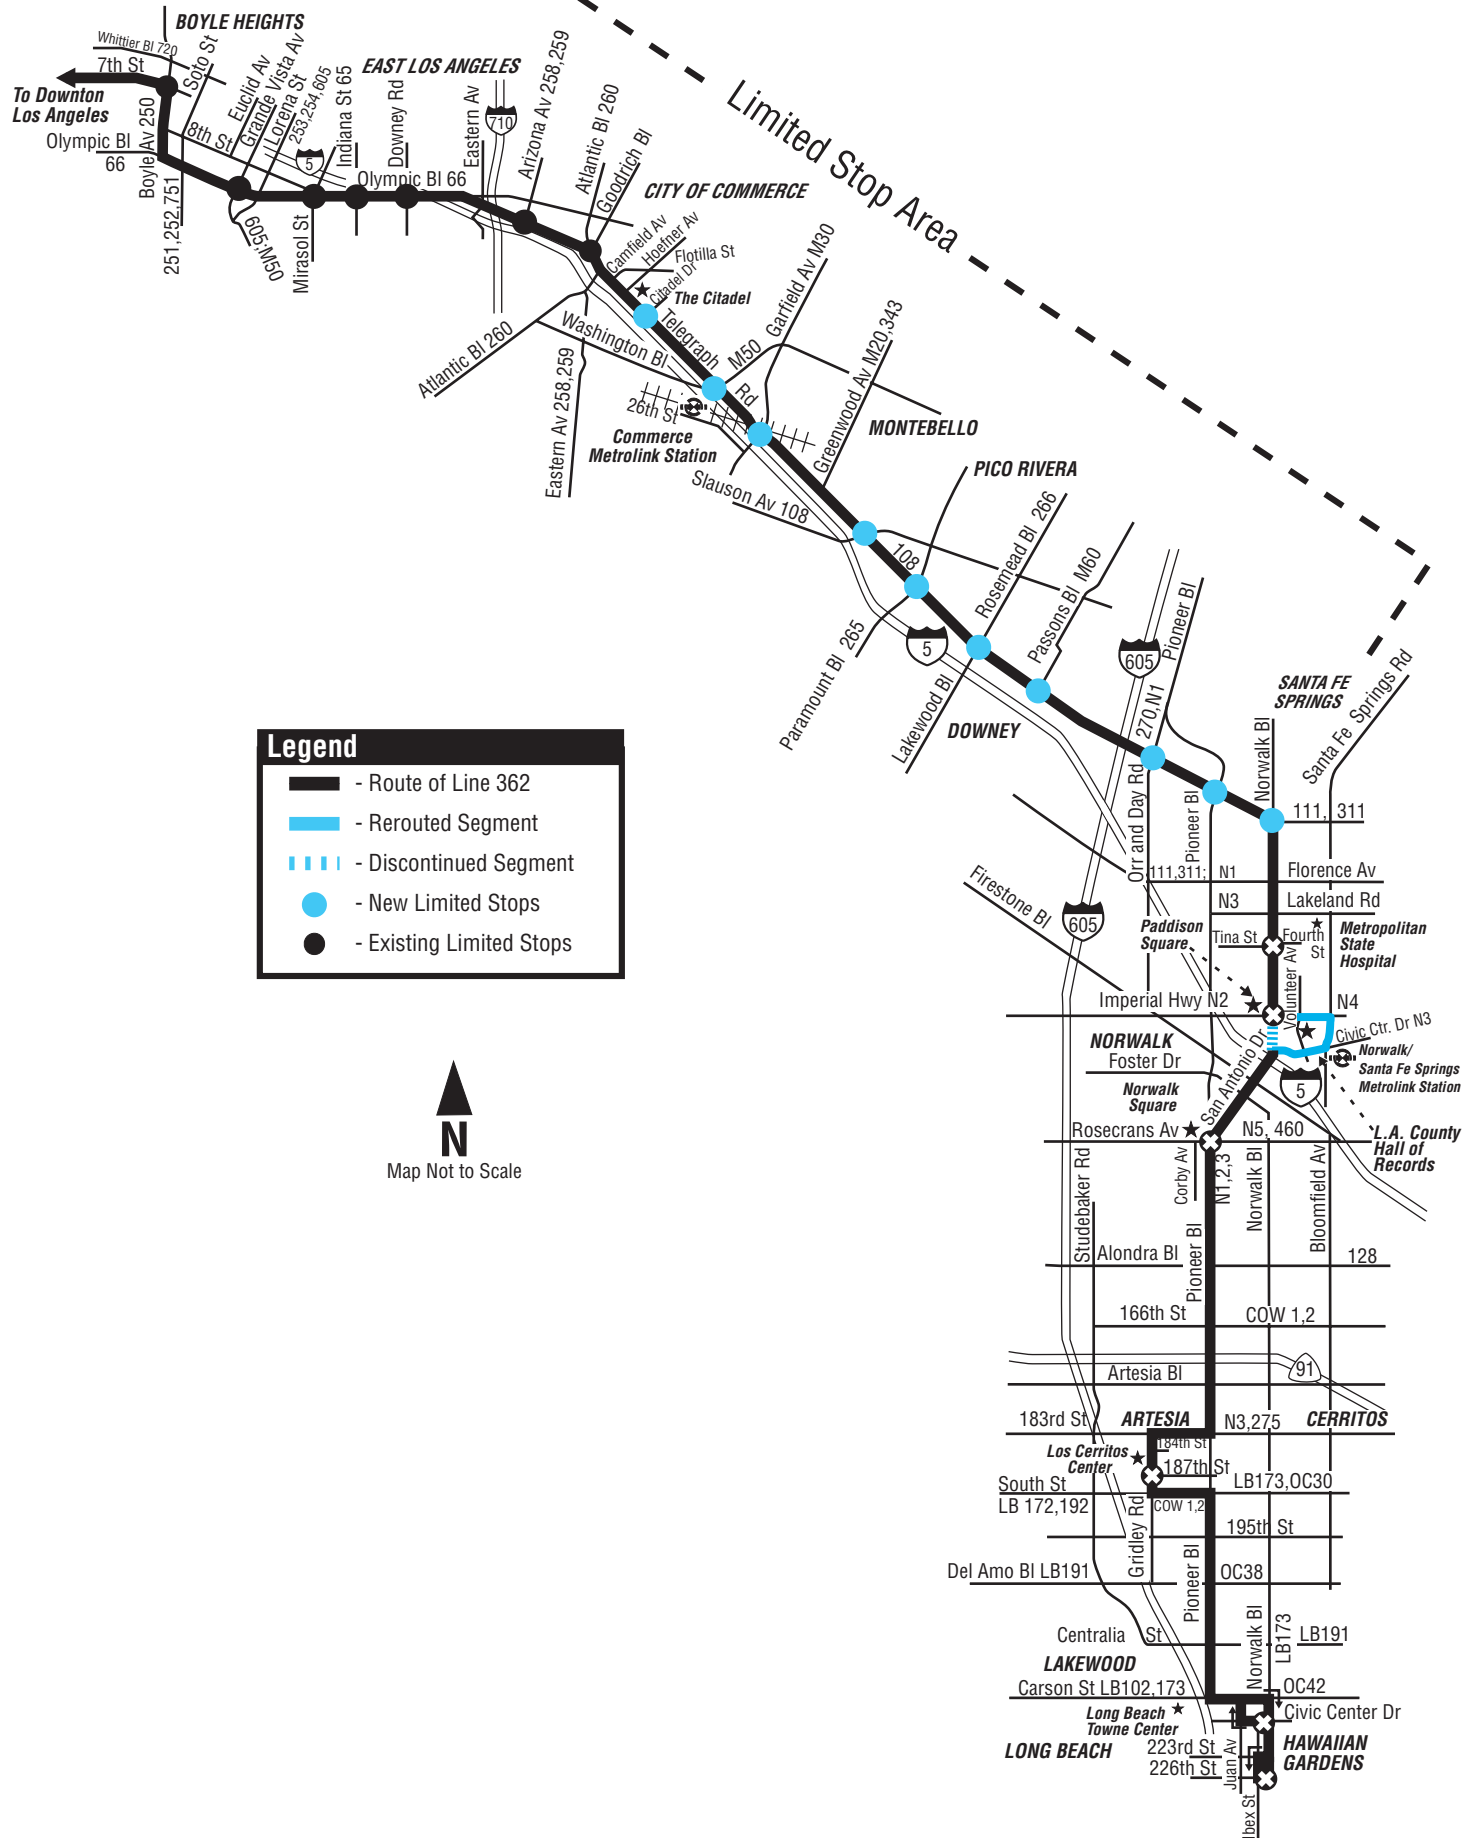 BOYLE HEIGHTS
Whittier Bl 720
7th St
To Downton
Los Angeles
Soto St
Euclid Av
Grande Vista Av
Lorena St
253,254,605
8th St
Olympic Bl
66
Boyle Av 250
251,252,751
605;M50
5
Mirasol St
Indiana St 65
EAST LOS ANGELES
Downey Rd
Olympic Bl 66
Eastern Av
710
Arizona Av 258,259
Atlantic Bl 260
Goodrich Bl
CITY OF COMMERCE
Camfield Av
Hoefner Av
Flotilla St
Citadel Dr
The Citadel
Limited Stop Area
Telegraph
Rd
Atlantic Bl 260
Washington Bl
M50
Garfield Av M30
Eastern Av 258,259
26th St
Commerce
Metrolink Station
Greenwood Av M20,343
MONTEBELLO
Slauson Av 108
108
PICO RIVERA
Rosemead Bl 266
Passons Bl M60
Paramount Bl 265
5
Lakewood Bl
DOWNEY
605
Pioneer Bl
270,N1
SANTA FE
SPRINGS
Santa Fe Springs Rd
Norwalk Bl
Legend
- Route of Line 362
- Rerouted Segment
- Discontinued Segment
- New Limited Stops
- Existing Limited Stops
Orr and Day Rd
Pioneer Bl
111, 311
111,311; N1
Florence Av
N3
Lakeland Rd
Firestone Bl
605
Paddison
Square
Tina St
Fourth
St
Metropolitan
State
Hospital
Volunteer Av
Imperial Hwy N2
N4
Civic Ctr. Dr N3
NORWALK
Foster Dr
San Antonio Dr
Norwalk/
Santa Fe Springs
Metrolink Station
5
Norwalk
Square
Rosecrans Av
N5, 460
L.A. County
Hall of
Records
N
Map Not to Scale
Studebaker Rd
Corby Av
N1,2,3
Norwalk Bl
Bloomfield Av
Alondra Bl
Pioneer Bl
128
166th St
COW 1,2
91
Artesia Bl
183rd St
ARTESIA
N3,275
CERRITOS
184th St
Los Cerritos
Center
187th St
South St
LB173,OC30
LB 172,192
COW 1,2
Gridley Rd
195th St
Del Amo Bl LB191
Pioneer Bl
OC38
Centralia St
Norwalk Bl
LB173
LB191
LAKEWOOD
Carson St LB102,173
OC42
Long Beach
Towne Center
Civic Center Dr
LONG BEACH
223rd St
226th St
Juan Av
HAWAIIAN
GARDENS
Ibex St